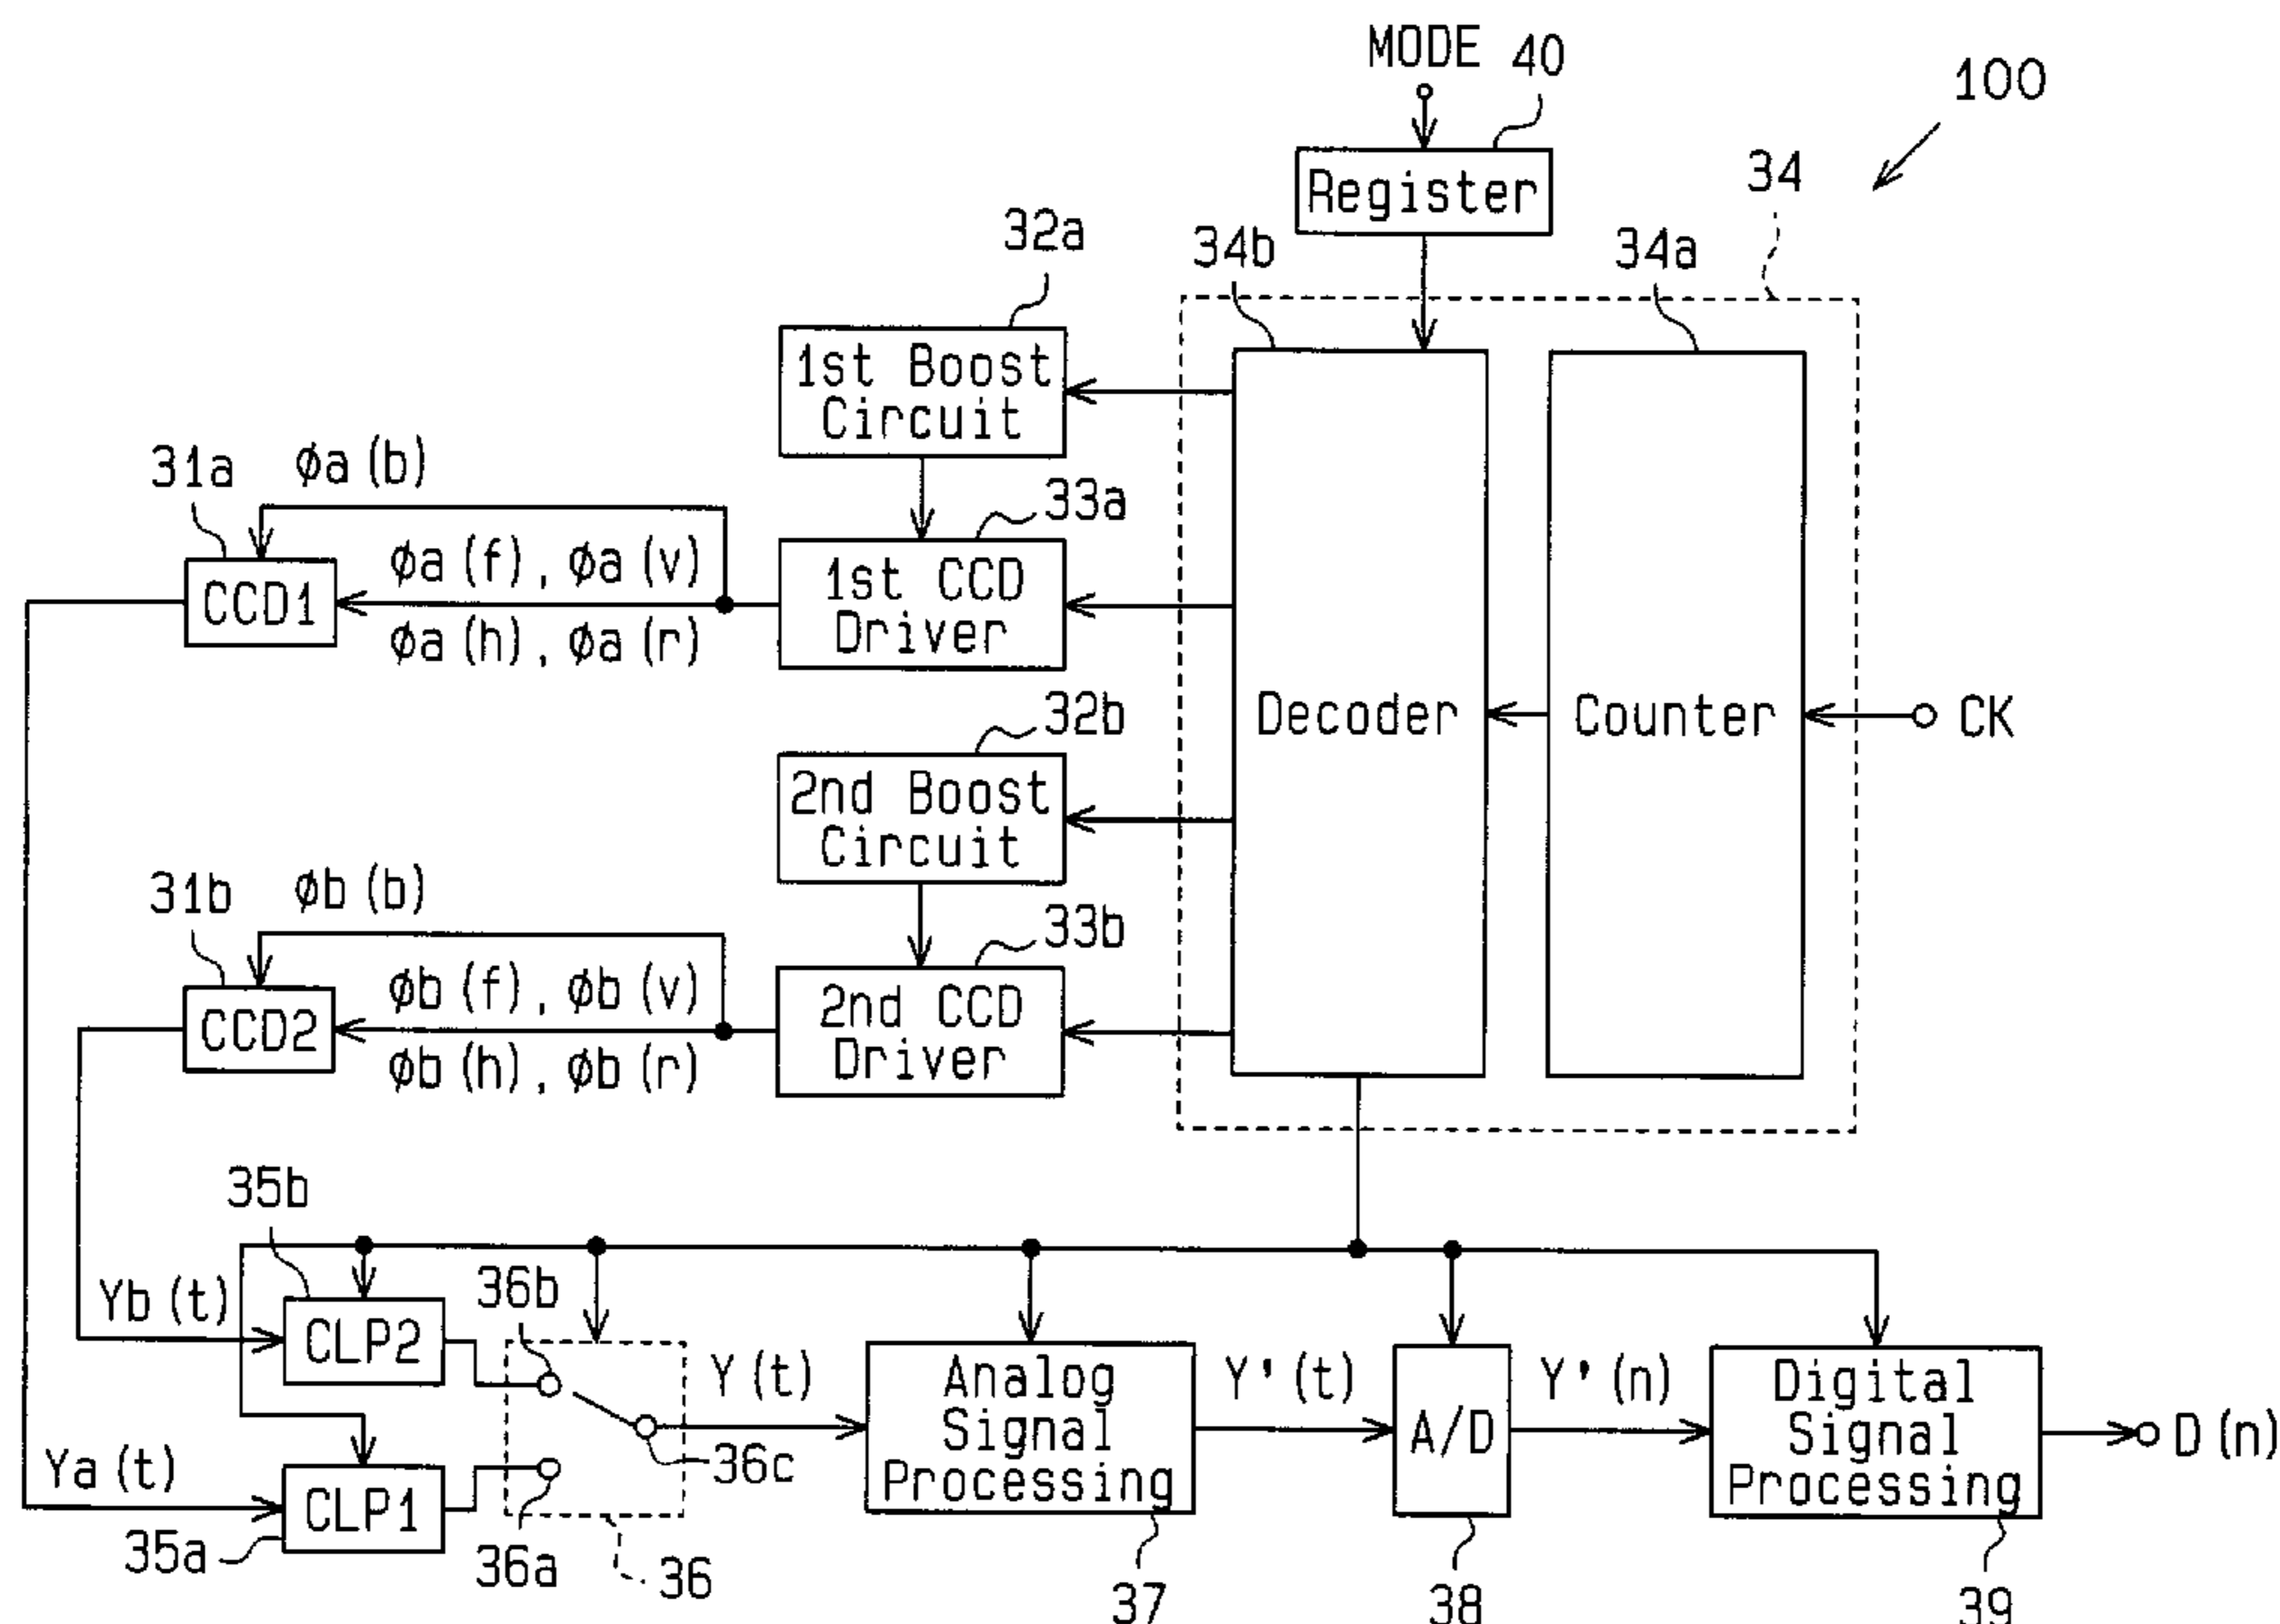 MODE 40
100
Register
34
32a
34b
34a
1st Boost
Circuit
31a
ϕa (b)
33a
CCD1
ϕa (f), ϕa (v)
ϕa (h), ϕa (r)
1st CCD
Driver
Decoder
Counter
CK
32b
2nd Boost
Circuit
31b
ϕb (b)
33b
CCD2
ϕb (f), ϕb (v)
ϕb (h), ϕb (r)
2nd CCD
Driver
35b
Yb (t)
CLP2
36b
Y (t)
Analog
Signal
Processing
Y' (t)
A/D
Y' (n)
Digital
Signal
Processing
D (n)
Ya (t)
CLP1
36c
35a
36a
36
37
38
39